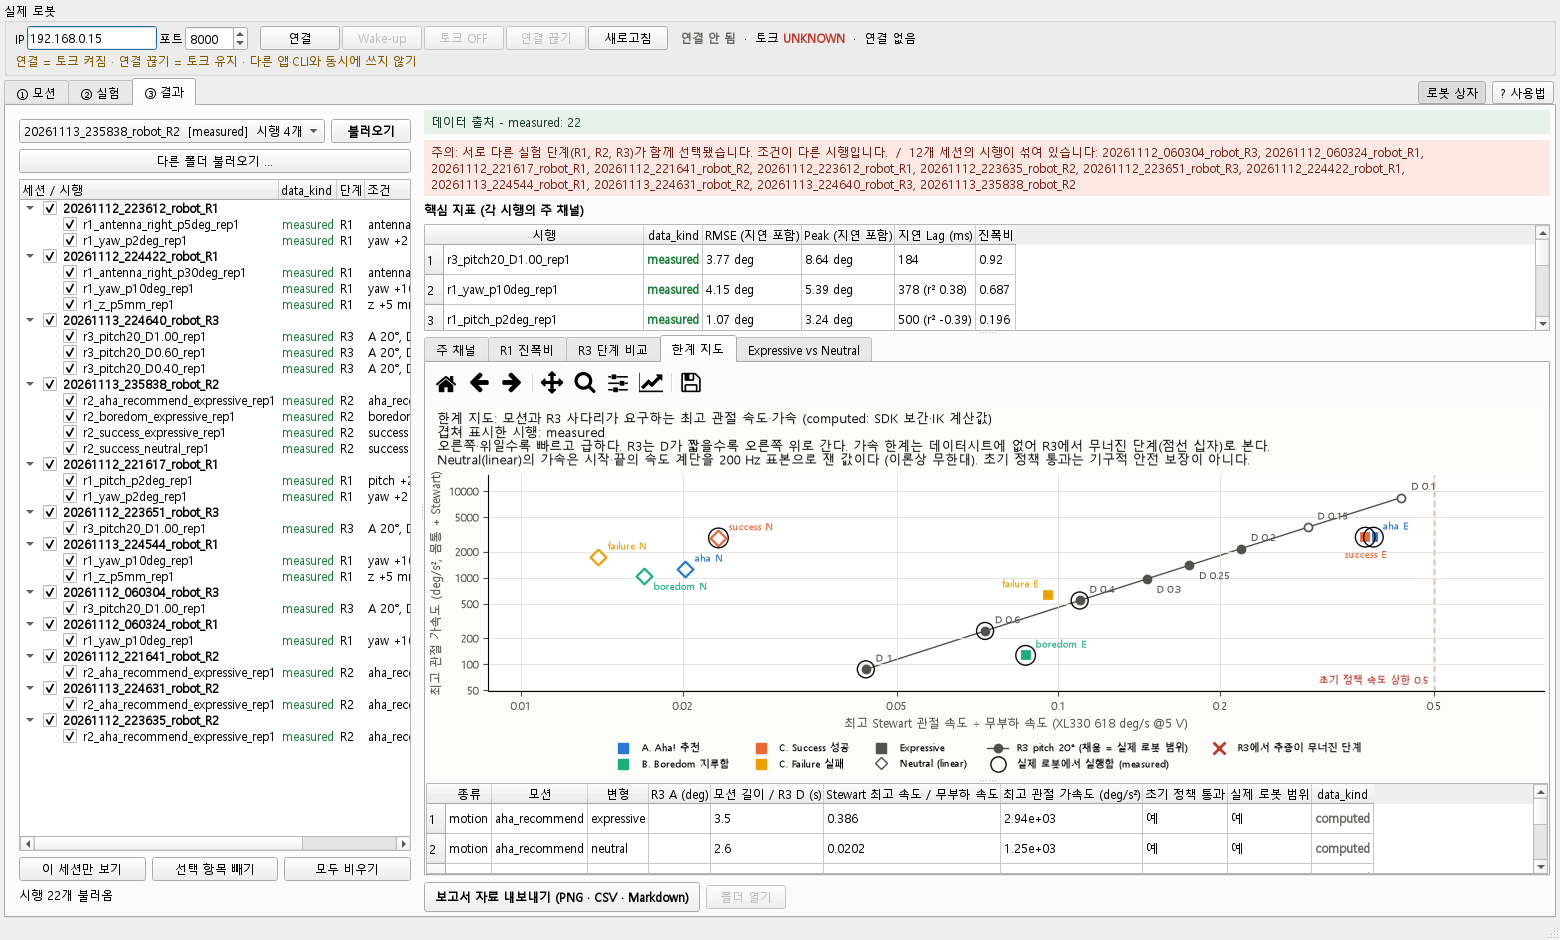 실제 로봇
IP 192.168.0.15 포트 8000 연결 Wake-up 토크 OFF 연결 끊기 새로고침 연결 안 됨 · 토크 UNKNOWN · 연결 없음
연결 = 토크 켜짐 · 연결 끊기 = 토크 유지 · 다른 앱·CLI와 동시에 쓰지 않기
① 모션 ② 실험 ③ 결과 로봇 상자 ? 사용법
20261113_235838_robot_R2 [measured] 시행 4개 불러오기
다른 폴더 불러오기 ...
세션 / 시행 data_kind 단계 조건
20261112_223612_robot_R1
r1_antenna_right_p5deg_rep1 measured R1 antenna
r1_yaw_p2deg_rep1 measured R1 yaw +2
20261112_224422_robot_R1
r1_antenna_right_p30deg_rep1 measured R1 antenna
r1_yaw_p10deg_rep1 measured R1 yaw +10
r1_z_p5mm_rep1 measured R1 z +5 mm
20261113_224640_robot_R3
r3_pitch20_D1.00_rep1 measured R3 A 20°, D
r3_pitch20_D0.60_rep1 measured R3 A 20°, D
r3_pitch20_D0.40_rep1 measured R3 A 20°, D
20261113_235838_robot_R2
r2_aha_recommend_expressive_rep1 measured R2 aha_rec
r2_boredom_expressive_rep1 measured R2 boredor
r2_success_expressive_rep1 measured R2 success
r2_success_neutral_rep1 measured R2 success
20261112_221617_robot_R1
r1_pitch_p2deg_rep1 measured R1 pitch +2
r1_yaw_p2deg_rep1 measured R1 yaw +2
20261112_223651_robot_R3
r3_pitch20_D1.00_rep1 measured R3 A 20°, D
20261113_224544_robot_R1
r1_yaw_p10deg_rep1 measured R1 yaw +10
r1_z_p5mm_rep1 measured R1 z +5 mm
20261112_060304_robot_R3
r3_pitch20_D1.00_rep1 measured R3 A 20°, D
20261112_060324_robot_R1
r1_yaw_p10deg_rep1 measured R1 yaw +10
20261112_221641_robot_R2
r2_aha_recommend_expressive_rep1 measured R2 aha_rec
20261113_224631_robot_R2
r2_aha_recommend_expressive_rep1 measured R2 aha_rec
20261112_223635_robot_R2
r2_aha_recommend_expressive_rep1 measured R2 aha_rec
이 세션만 보기 선택 항목 빼기 모두 비우기
시행 22개 불러옴
데이터 출처 - measured: 22
주의: 서로 다른 실험 단계(R1, R2, R3)가 함께 선택됐습니다. 조건이 다른 시행입니다. / 12개 세션의 시행이 섞여 있습니다: 20261112_060304_robot_R3, 20261112_060324_robot_R1,
20261112_221617_robot_R1, 20261112_221641_robot_R2, 20261112_223612_robot_R1, 20261112_223635_robot_R2, 20261112_223651_robot_R3, 20261112_224422_robot_R1,
20261113_224544_robot_R1, 20261113_224631_robot_R2, 20261113_224640_robot_R3, 20261113_235838_robot_R2
핵심 지표 (각 시행의 주 채널)
시행 data_kind RMSE (지연 포함) Peak (지연 포함) 지연 Lag (ms) 진폭비
1 r3_pitch20_D1.00_rep1 measured 3.77 deg 8.64 deg 184 0.92
2 r1_yaw_p10deg_rep1 measured 4.15 deg 5.39 deg 378 (r² 0.38) 0.687
3 r1_pitch_p2deg_rep1 measured 1.07 deg 3.24 deg 500 (r² -0.39) 0.196
주 채널 R1 진폭비 R3 단계 비교 한계 지도 Expressive vs Neutral
한계 지도: 모션과 R3 사다리가 요구하는 최고 관절 속도·가속 (computed: SDK 보간·IK 계산값)
겹쳐 표시한 시행: measured
오른쪽·위일수록 빠르고 급하다. R3는 D가 짧을수록 오른쪽 위로 간다. 가속 한계는 데이터시트에 없어 R3에서 무너진 단계(점선 십자)로 본다.
Neutral(linear)의 가속은 시작·끝의 속도 계단을 200 Hz 표본으로 잰 값이다 (이론상 무한대). 초기 정책 통과는 기구적 안전 보장이 아니다.
최고 관절 가속도 (deg/s², 몸통 + Stewart)
10000
5000
2000
1000
500
200
100
50
D 0.1
D 0.15
aha E
success N
D 0.2
failure N
success E
aha N
D 0.25
boredom N
failure E
D 0.4
D 0.3
D 0.6
boredom E
D 1
초기 정책 속도 상한 0.5
0.01 0.02 0.05 0.1 0.2 0.5
최고 Stewart 관절 속도 ÷ 무부하 속도 (XL330 618 deg/s @5 V)
A. Aha! 추천 C. Success 성공 Expressive R3 pitch 20° (채움 = 실제 로봇 범위) R3에서 추종이 무너진 단계
B. Boredom 지루함 C. Failure 실패 Neutral (linear) 실제 로봇에서 실행함 (measured)
종류 모션 변형 R3 A (deg) 모션 길이 / R3 D (s) Stewart 최고 속도 / 무부하 속도 최고 관절 가속도 (deg/s²) 초기 정책 통과 실제 로봇 범위 data_kind
1 motion aha_recommend expressive 3.5 0.386 2.94e+03 예 예 computed
2 motion aha_recommend neutral 2.6 0.0202 1.25e+03 예 예 computed
보고서 자료 내보내기 (PNG · CSV · Markdown) 폴더 열기